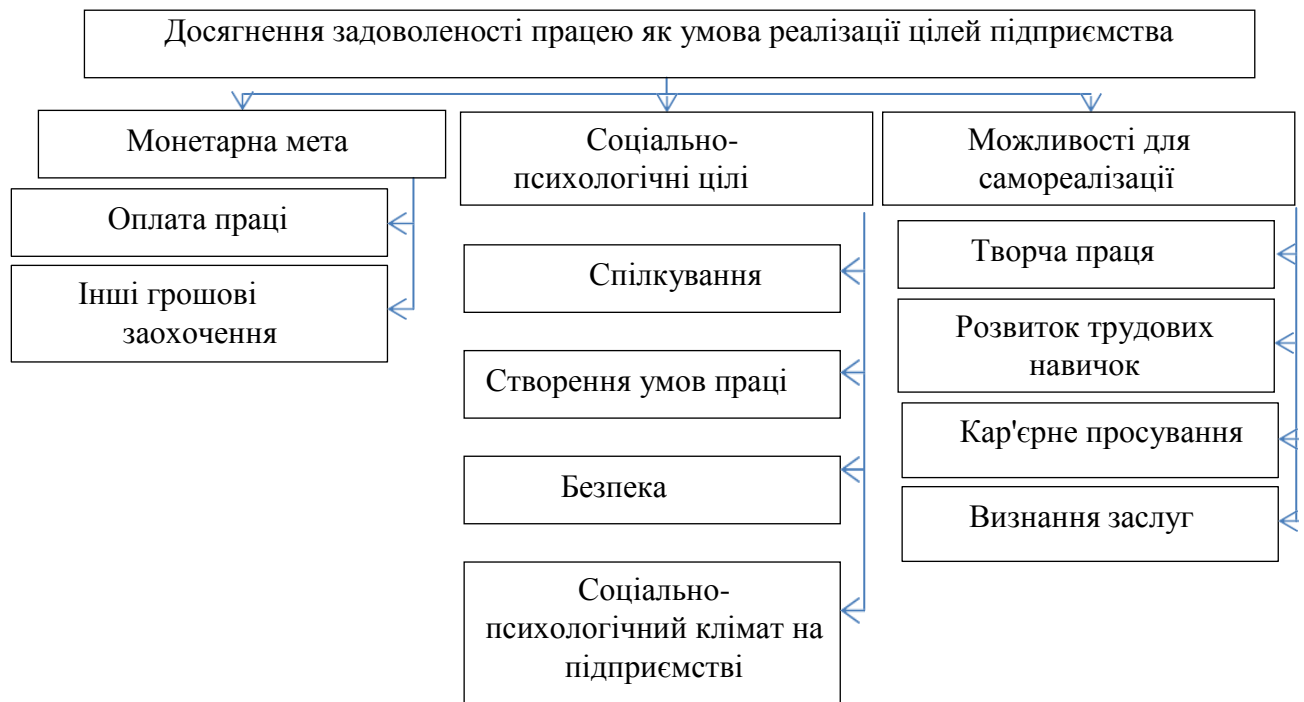 Досягнення задоволеності працею як умова реалізації цілей підприємства
Монетарна мета
Оплата праці
Інші грошові
заохочення
Соціально-
психологічні цілі
Спілкування
Створення умов праці
Безпека
Соціально-
психологічний клімат на
підприємстві
Можливості для
самореалізації
Творча праця
Розвиток трудових
навичок
Кар'єрне просування
Визнання заслуг